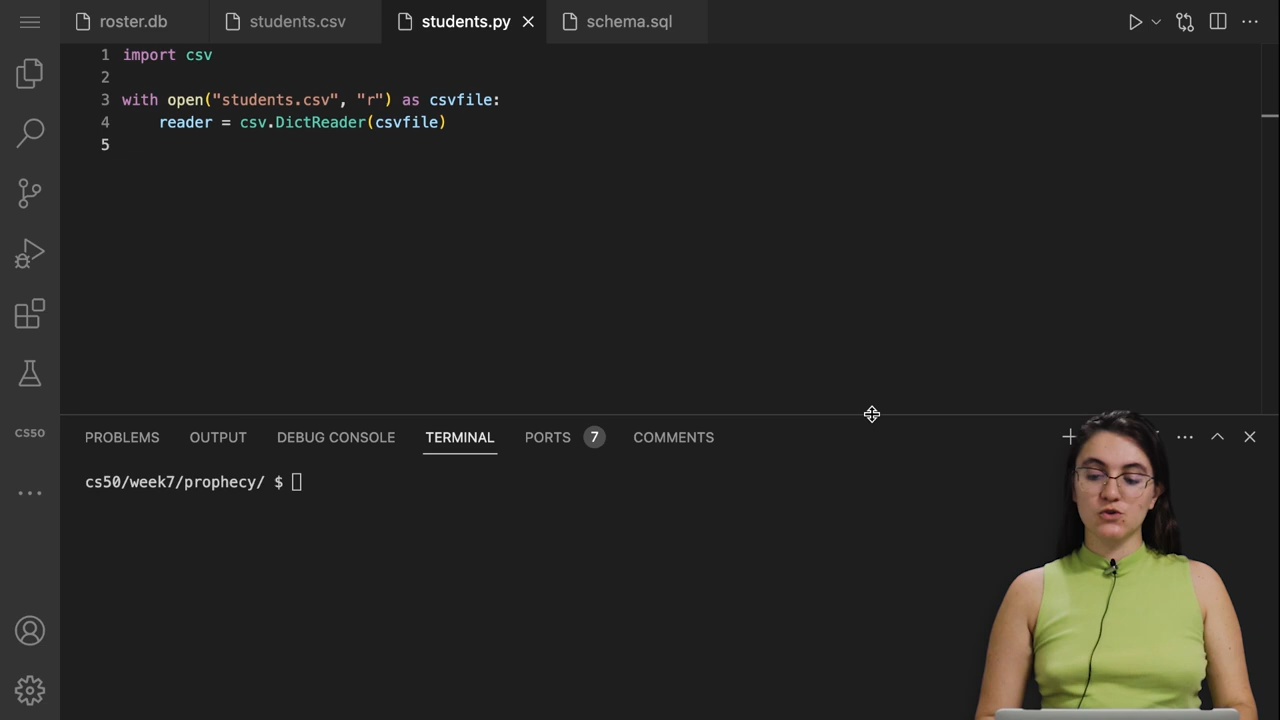 roster.db
students.csv
students.py
schema.sql
1 import csv
2
3 with open("students.csv", "r") as csvfile:
4 reader = csv.DictReader(csvfile)
5
CS50
PROBLEMS OUTPUT DEBUG CONSOLE TERMINAL PORTS 7 COMMENTS
cs50/week7/prophecy/ $